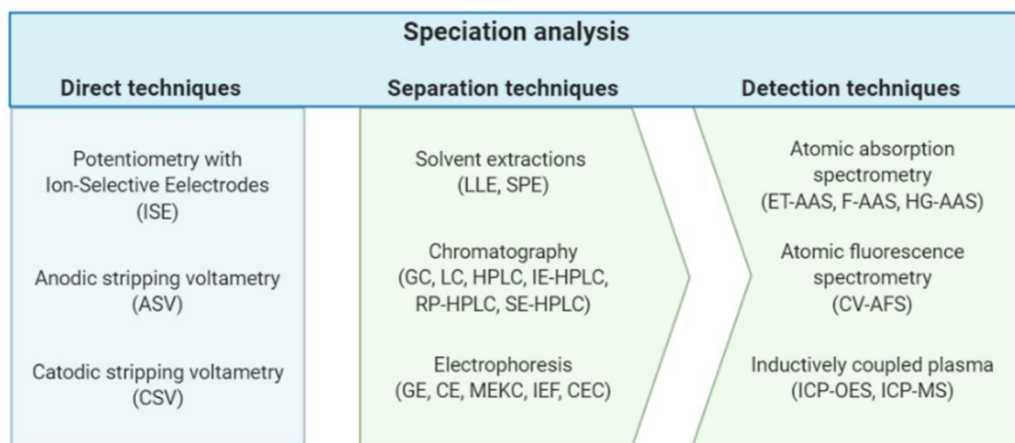 Speciation analysis
Direct techniques
Separation techniques
Detection techniques
Potentiometry with
Ion-Selective Eelectrodes
(ISE)
Anodic stripping voltametry
(ASV)
Catodic stripping voltametry
(CSV)
Solvent extractions
(LLE, SPE)
Chromatography
(GC, LC, HPLC, IE-HPLC,
RP-HPLC, SE-HPLC)
Electrophoresis
(GE, CE, MEKC, IEF, CEC)
Atomic absorption
spectrometry
(ET-AAS, F-AAS, HG-AAS)
Atomic fluorescence
spectrometry
(CV-AFS)
Inductively coupled plasma
(ICP-OES, ICP-MS)